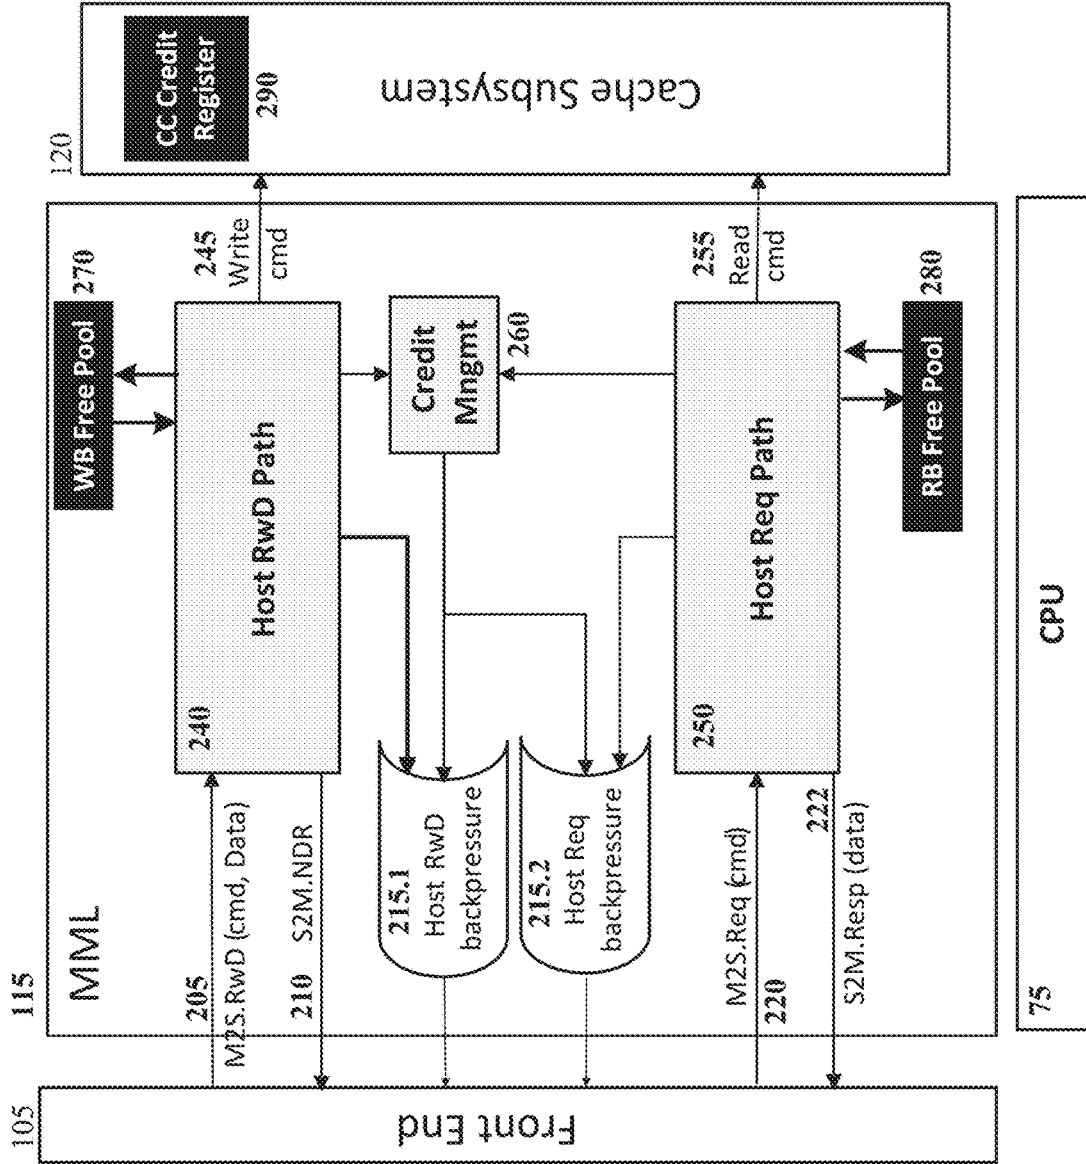 115
MML
105
Front End
205
M2S.RwD (cmd, Data)
210 S2M.NDR
215.1
Host RwD
backpressure
215.2
Host Req
backpressure
M2S.Req (cmd)
220
222
S2M.Resp (data)
240
Host RwD Path
250
Host Req Path
WB Free Pool
270
Credit
Mngmt
260
RB Free Pool
280
245
Write
cmd
255
Read
cmd
120
CC Credit
Register
290
Cache Subsystem
75
CPU